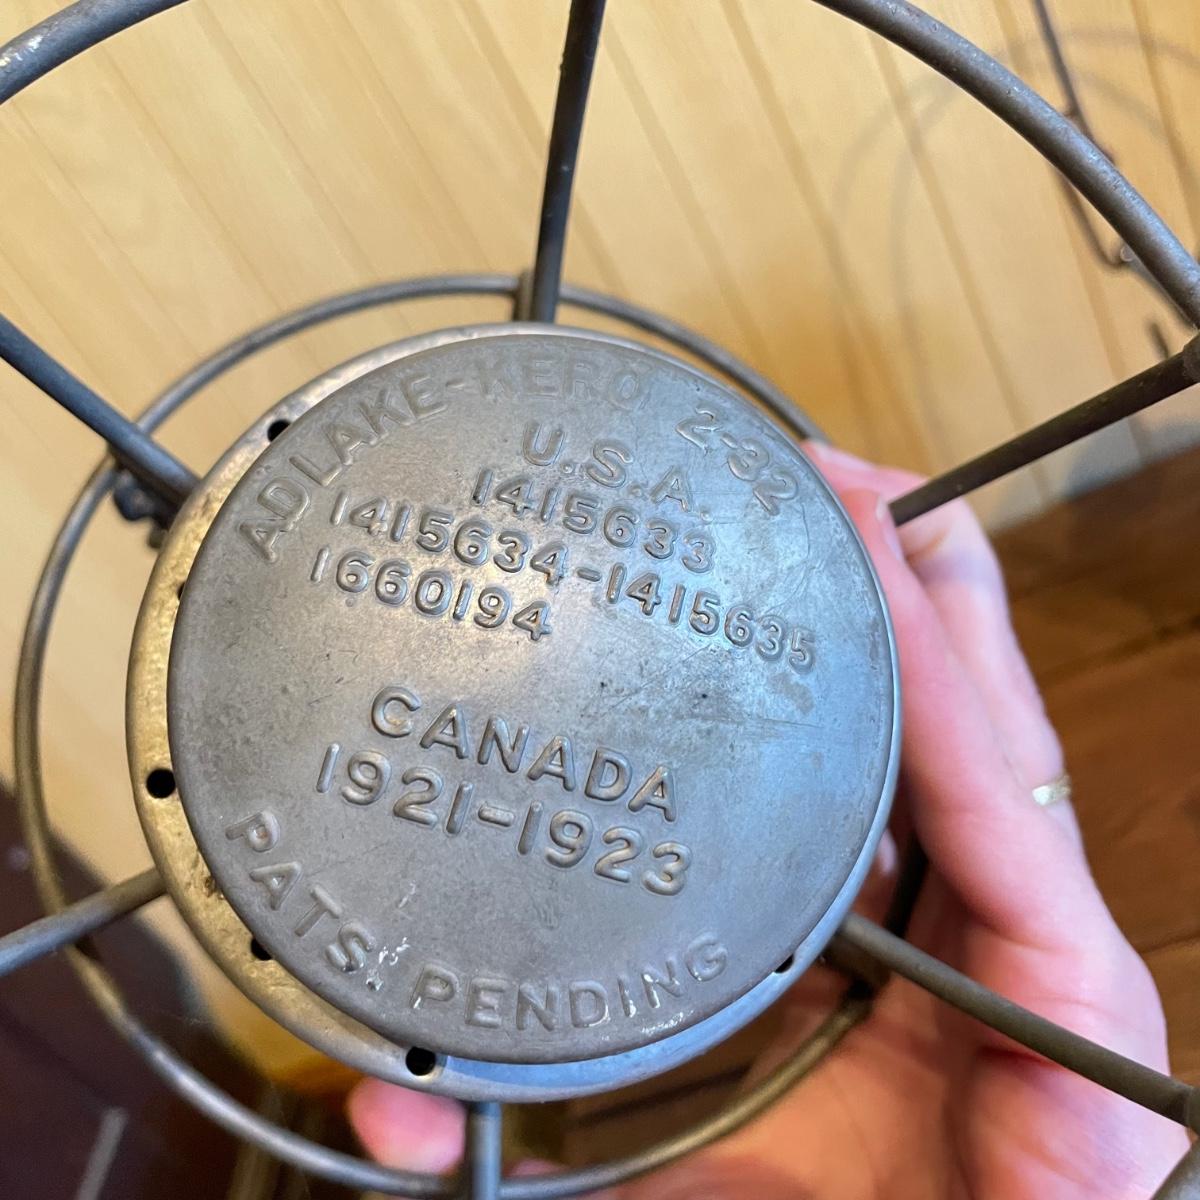 ADLAKE-KERO 2-32
U.S.A.
1415633
1415634-1415635
1660194
CANADA
1921-1923
PATS. PENDING